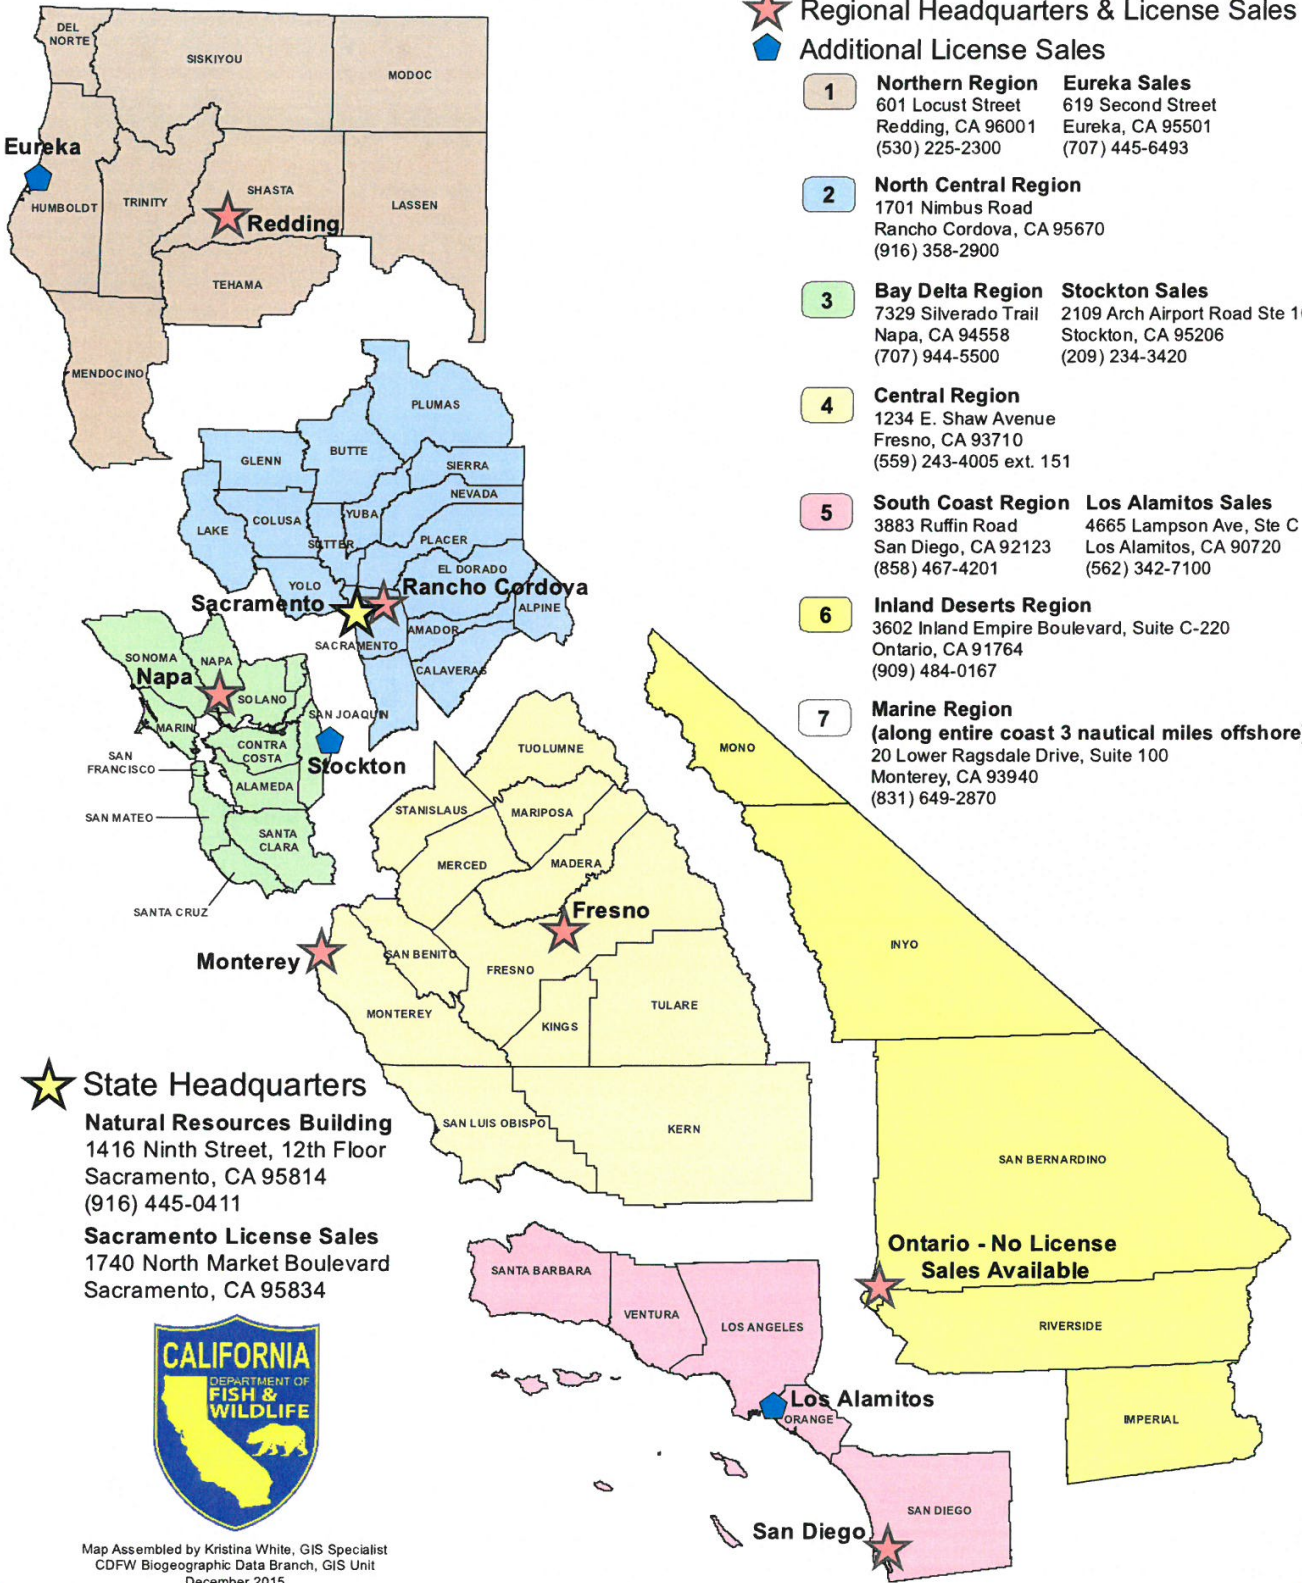 Regional Headquarters & License Sales
Additional License Sales
1
Northern Region
601 Locust Street
Redding, CA 96001
(530) 225-2300
Eureka Sales
619 Second Street
Eureka, CA 95501
(707) 445-6493
2
North Central Region
1701 Nimbus Road
Rancho Cordova, CA 95670
(916) 358-2900
3
Bay Delta Region
7329 Silverado Trail
Napa, CA 94558
(707) 944-5500
Stockton Sales
2109 Arch Airport Road Ste
Stockton, CA 95206
(209) 234-3420
4
Central Region
1234 E. Shaw Avenue
Fresno, CA 93710
(559) 243-4005 ext. 151
5
South Coast Region
3883 Ruffin Road
San Diego, CA 92123
(858) 467-4201
Los Alamitos Sales
4665 Lampson Ave, Ste C
Los Alamitos, CA 90720
(562) 342-7100
6
Inland Deserts Region
3602 Inland Empire Boulevard, Suite C-220
Ontario, CA 91764
(909) 484-0167
7
Marine Region
(along entire coast 3 nautical miles offshore)
20 Lower Ragsdale Drive, Suite 100
Monterey, CA 93940
(831) 649-2870
DEL
NORTE
SISKIYOU
MODOC
Eureka
HUMBOLDT
TRINITY
SHASTA
Redding
LASSEN
TEHAMA
MENDOCINO
PLUMAS
BUTTE
GLENN
SIERRA
NEVADA
LAKE
COLUSA
YUBA
SUTTER
PLACER
EL DORADO
YOLO
Rancho Cordova
Sacramento
ALPINE
AMADOR
SACRAMENTO
CALAVERAS
SONOMA
NAPA
Napa
SOLANO
SAN JOAQUIN
MARIN
CONTRA
COSTA
SAN
FRANCISCO
Stockton
ALAMEDA
SAN MATEO
SANTA
CLARA
SANTA CRUZ
TUOLUMNE
STANISLAUS
MARIPOSA
MERCED
MADERA
Fresno
Monterey
SAN BENITO
FRESNO
MONTEREY
KINGS
TULARE
SAN LUIS OBISPO
KERN
MONO
INYO
SAN BERNARDINO
Ontario - No License
Sales Available
RIVERSIDE
IMPERIAL
SANTA BARBARA
VENTURA
LOS ANGELES
Los Alamitos
ORANGE
SAN DIEGO
San Diego
State Headquarters
Natural Resources Building
1416 Ninth Street, 12th Floor
Sacramento, CA 95814
(916) 445-0411
Sacramento License Sales
1740 North Market Boulevard
Sacramento, CA 95834
CALIFORNIA
DEPARTMENT OF
FISH &
WILDLIFE
Map Assembled by Kristina White, GIS Specialist
CDFW Biogeographic Data Branch, GIS Unit
December 2015